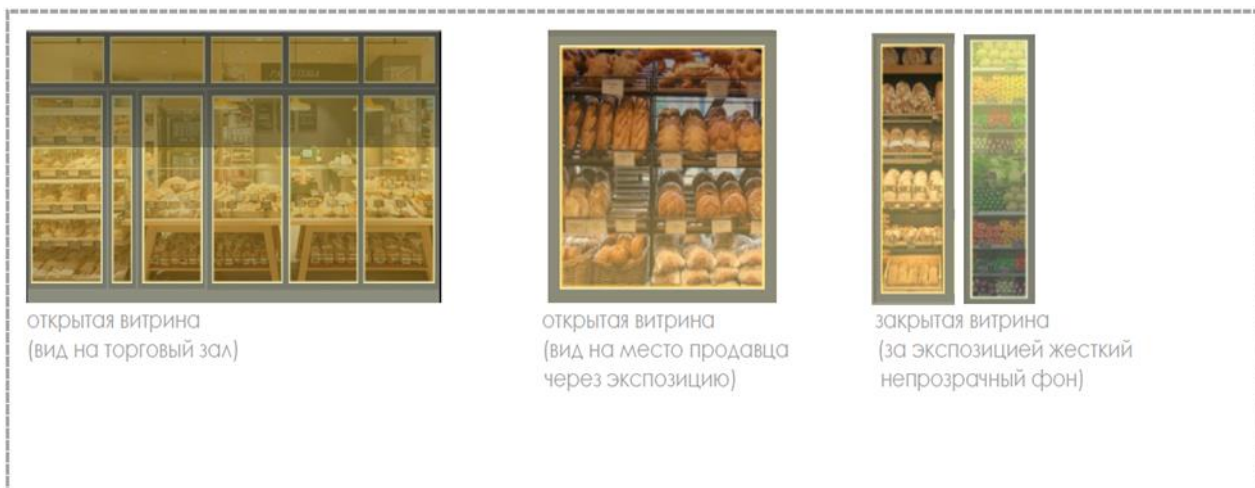 открытая витрина
(вид на торговый зал)
открытая витрина
(вид на место продавца
через экспозицию)
закрытая витрина
(за экспозицией жесткий
непрозрачный фон)